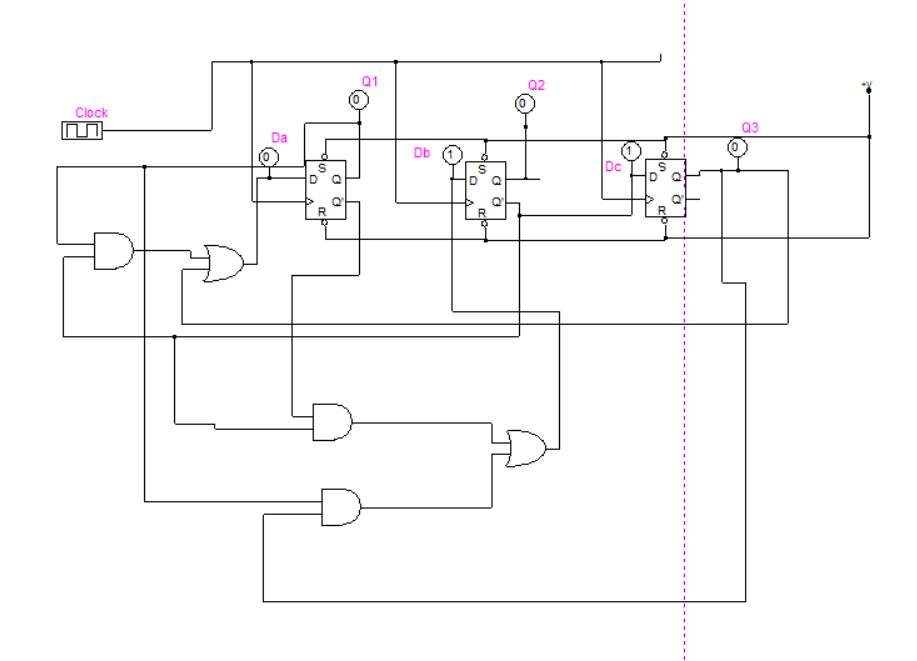 Clock
Da
0
Q1
0
S
D Q
Q'
R
Db
1
Q2
0
S
D Q
Q'
R
Dc
1
S
D Q
Q'
R
Q3
0
+V